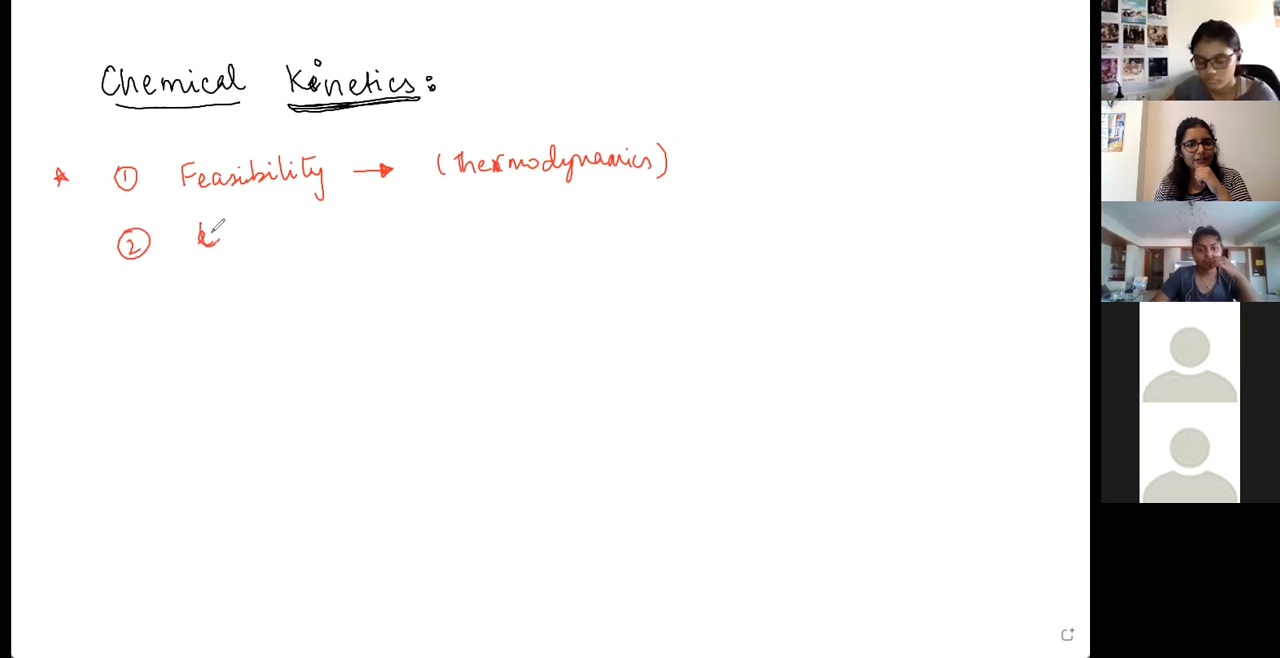 Chemical Kinetics:
① Feasibility → (thermodynamics)
②